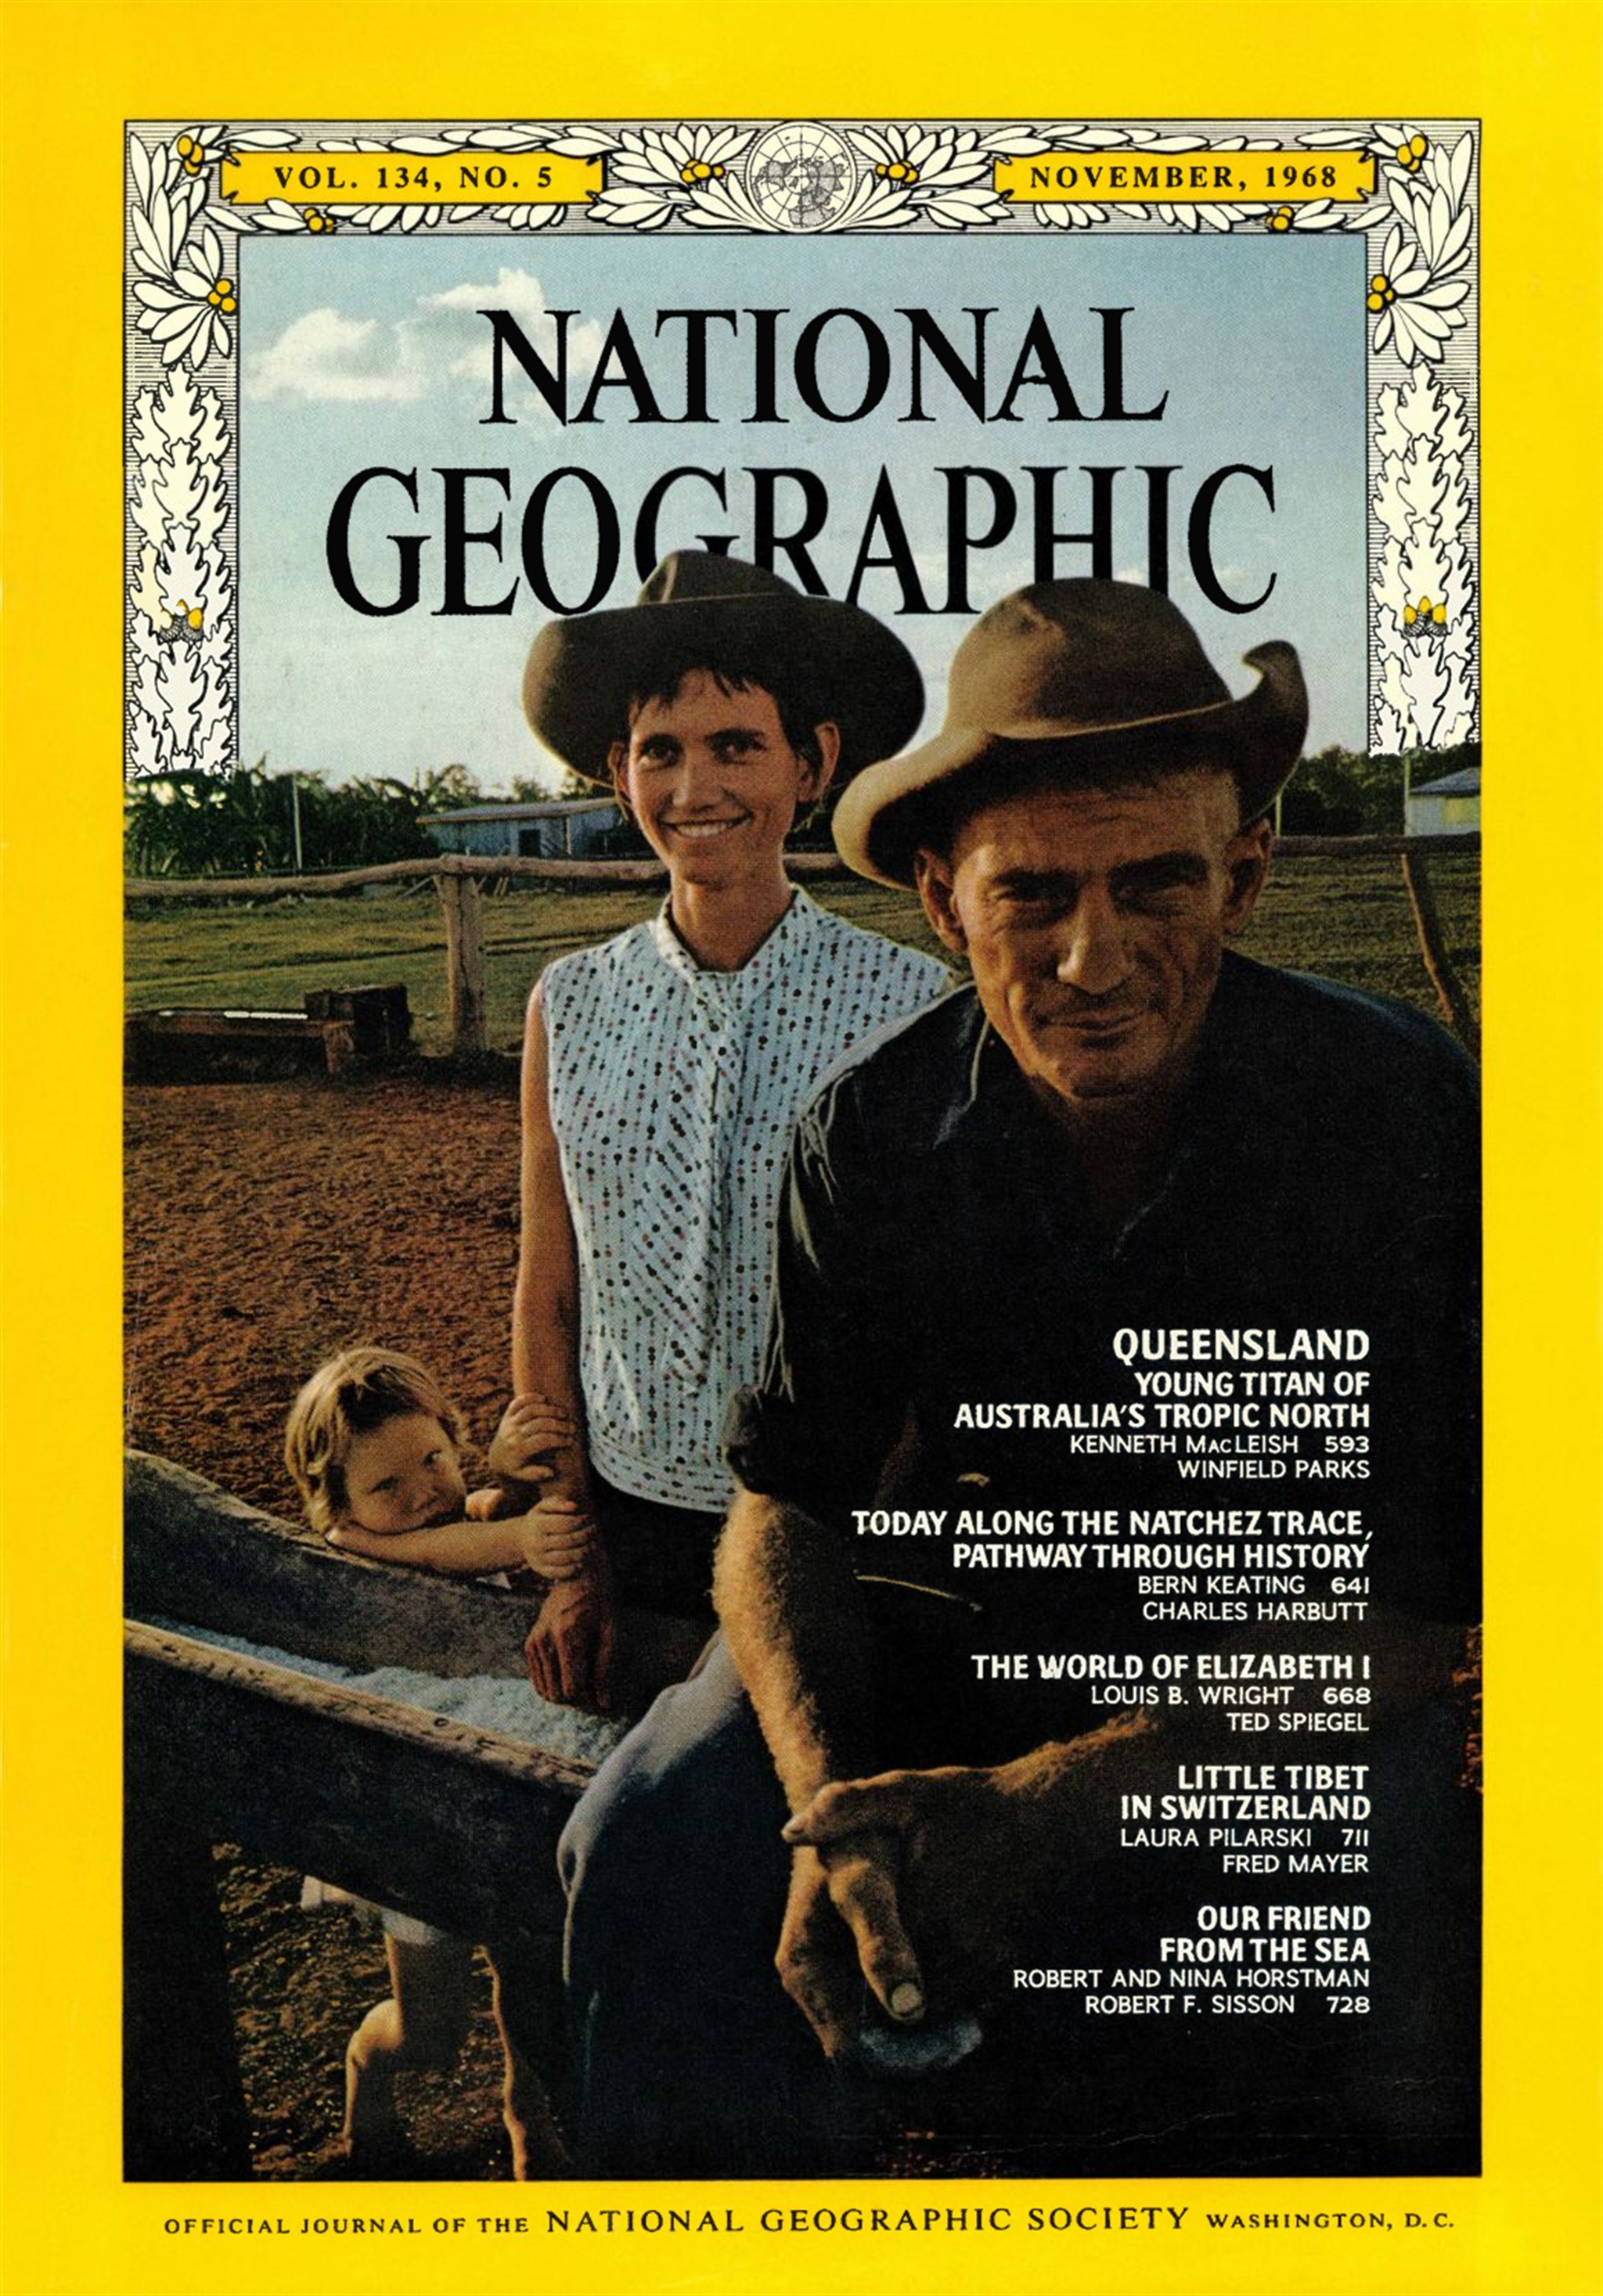 VOL. 134, NO. 5
NOVEMBER, 1968
NATIONAL
GEOGRAPHIC
QUEENSLAND
YOUNG TITAN OF
AUSTRALIA'S TROPIC NORTH
KENNETH MacLEISH 593
WINFIELD PARKS
TODAY ALONG THE NATCHEZ TRACE,
PATHWAY THROUGH HISTORY
BERN KEATING 641
CHARLES HARBUTT
THE WORLD OF ELIZABETH I
LOUIS B. WRIGHT 668
TED SPIEGEL
LITTLE TIBET
IN SWITZERLAND
LAURA PILARSKI 711
FRED MAYER
OUR FRIEND
FROM THE SEA
ROBERT AND NINA HORSTMAN
ROBERT F. SISSON 728
OFFICIAL JOURNAL OF THE NATIONAL GEOGRAPHIC SOCIETY WASHINGTON, D.C.